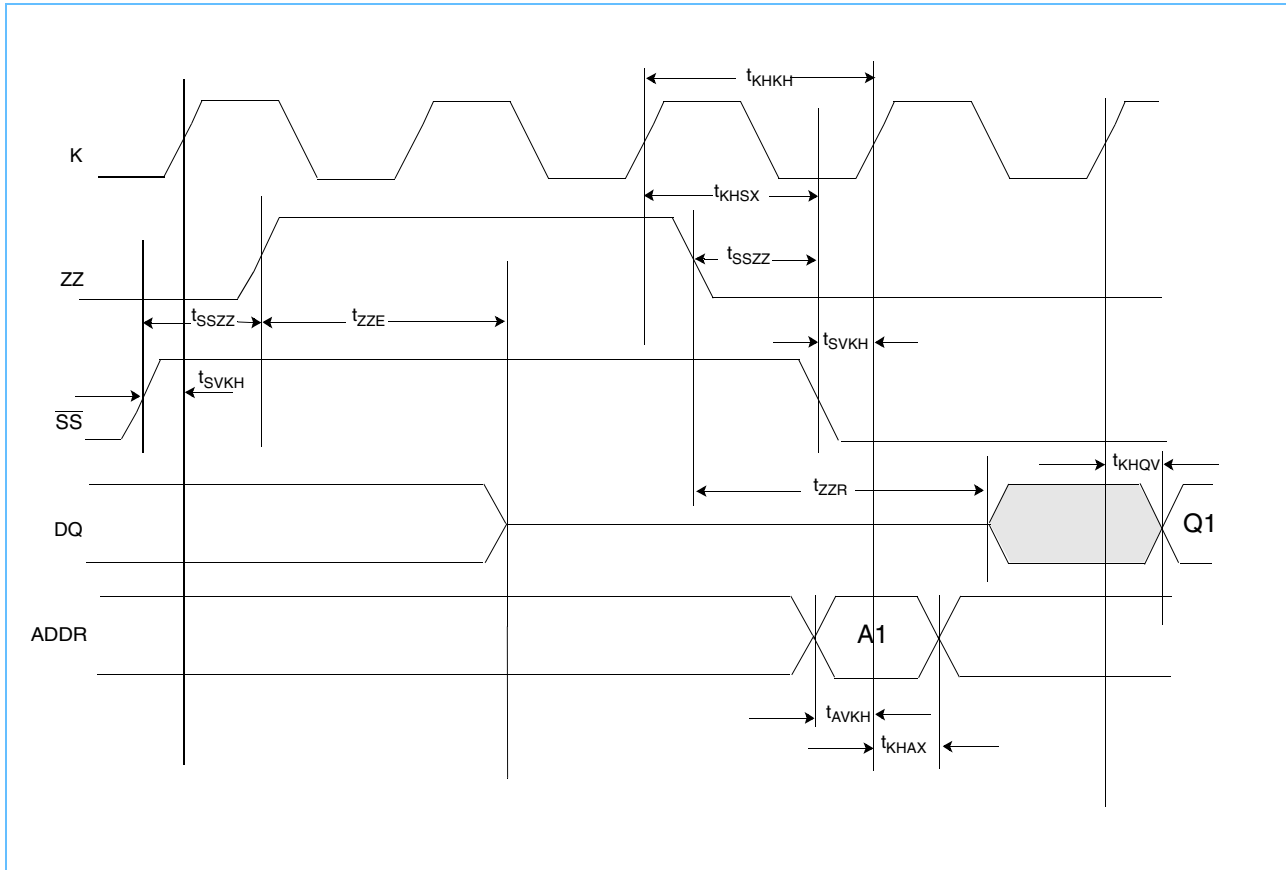 tKHKH
K
tKHSX
tSSZZ
ZZ
tSSZZ
tZZE
tSVKH
tSVKH
SS
tKHQV
tZZR
DQ
Q1
ADDR
A1
tAVKH
tKHAX